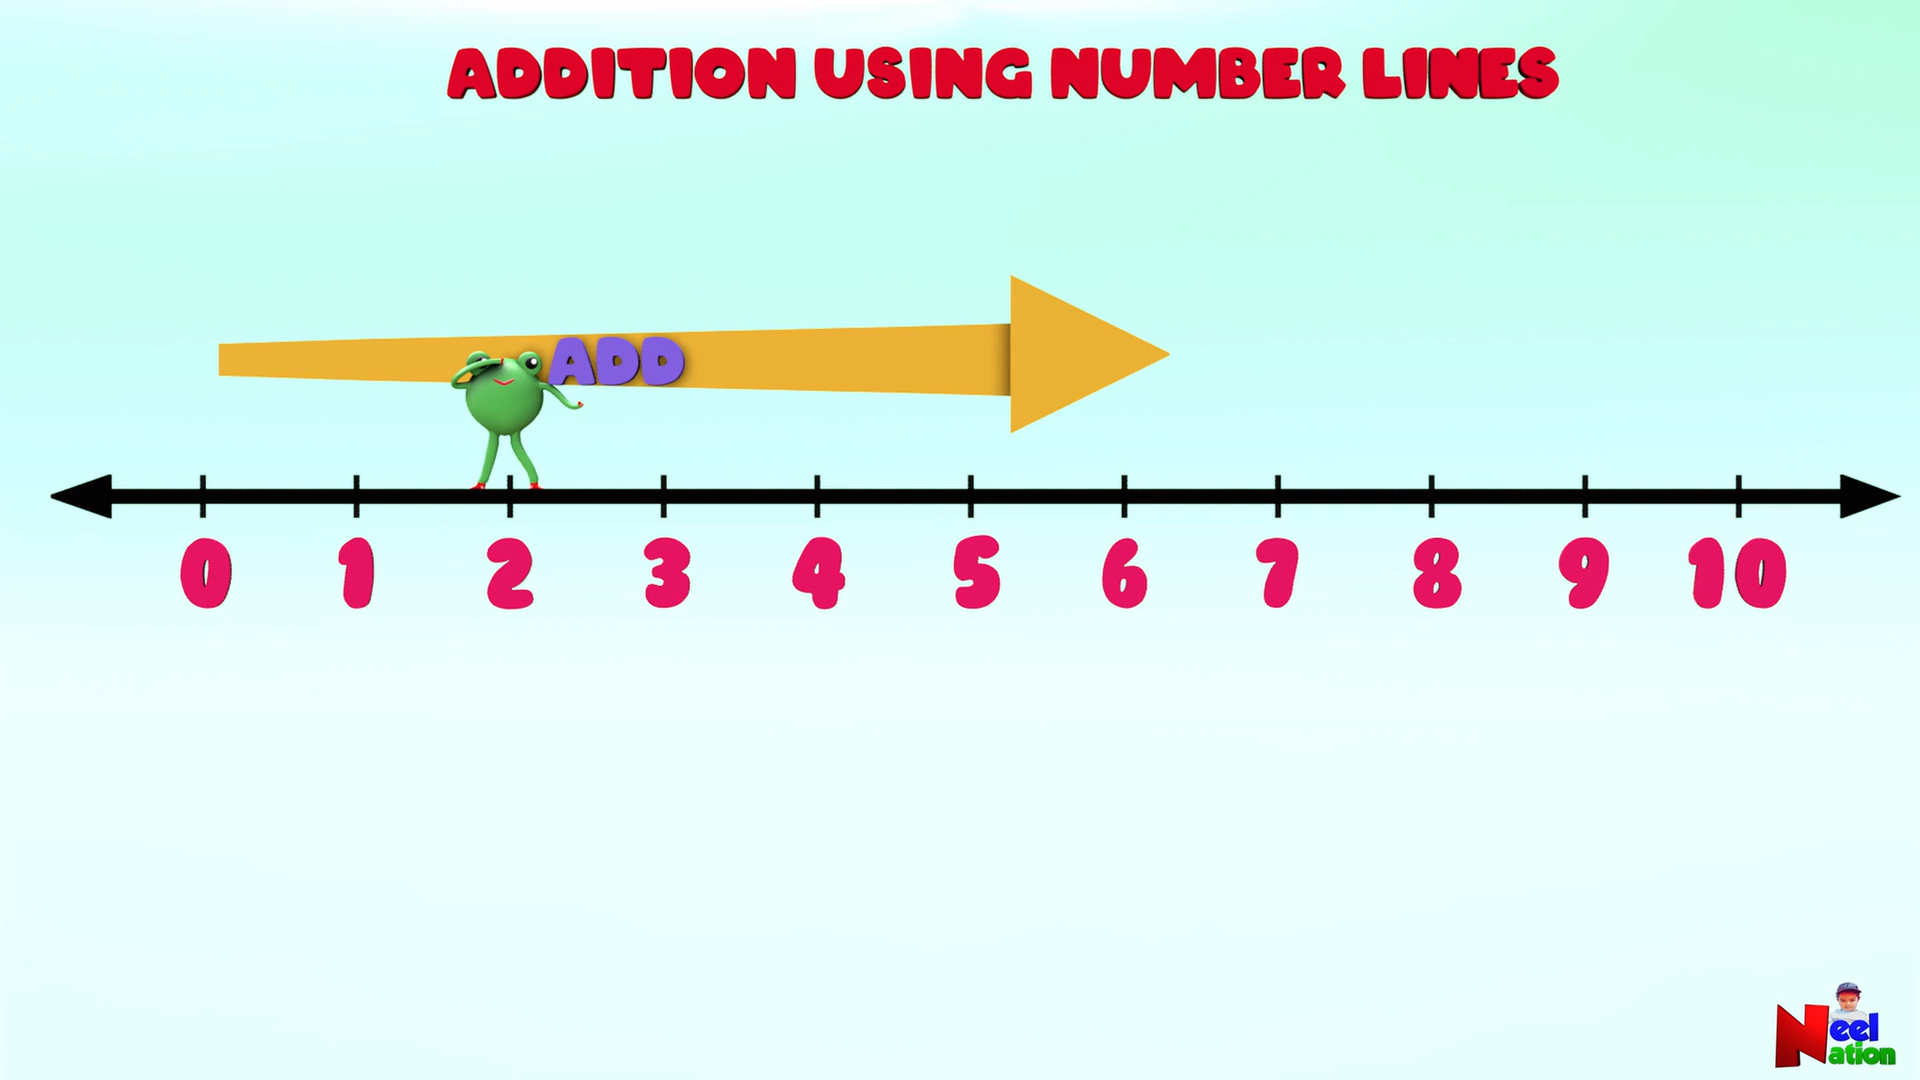 ADDITION USING NUMBER LINES
ADD
0 1 2 3 4 5 6 7 8 9 10
Neel
Nation